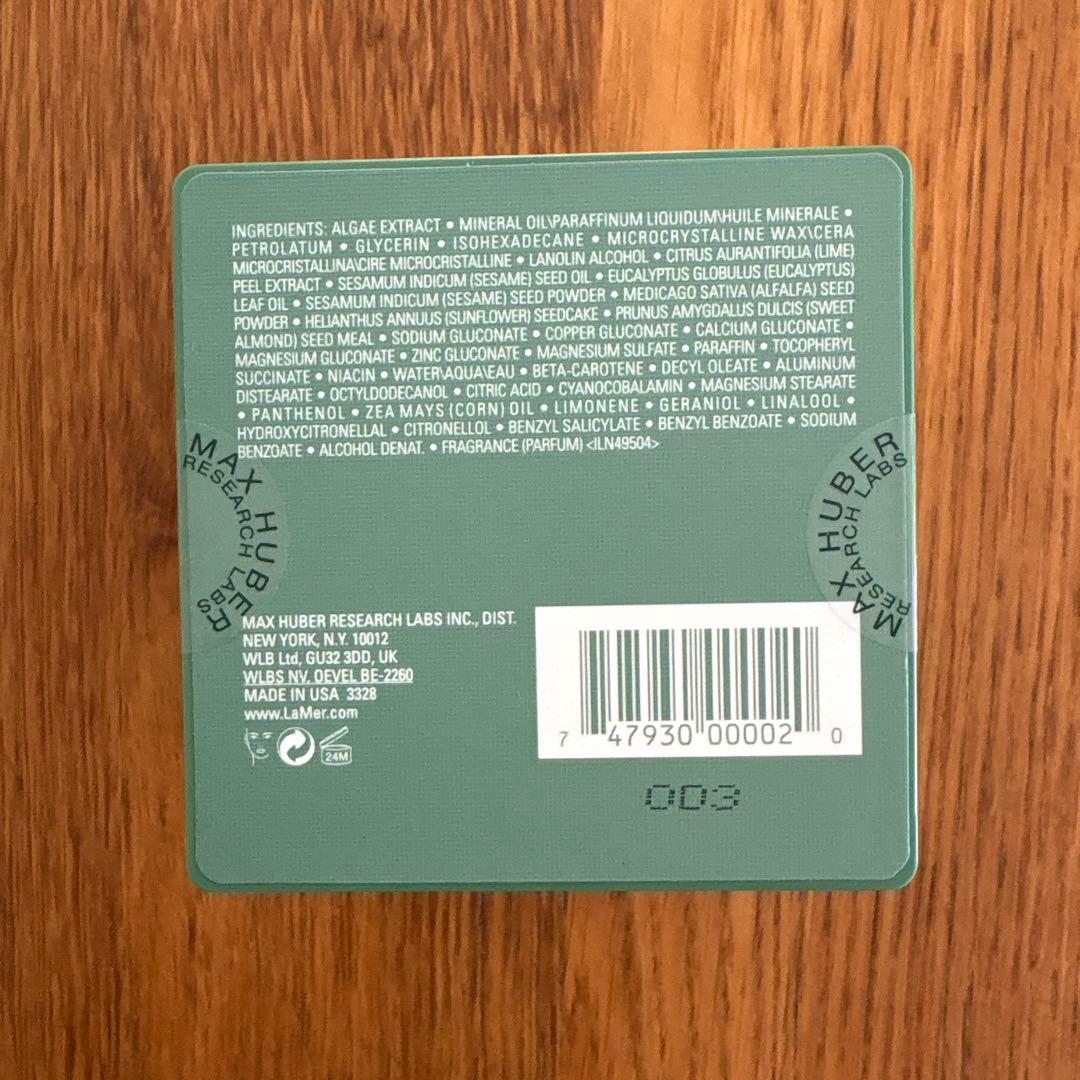 INGREDIENTS: ALGAE EXTRACT • MINERAL OIL\PARAFFINUM LIQUIDUM\HUILE MINERALE •
PETROLATUM • GLYCERIN • ISOHEXADECANE • MICROCRYSTALLINE WAX\CERA
MICROCRISTALLINA\CIRE MICROCRISTALLINE • LANOLIN ALCOHOL • CITRUS AURANTIFOLIA (LIME)
PEEL EXTRACT • SESAMUM INDICUM (SESAME) SEED OIL • EUCALYPTUS GLOBULUS (EUCALYPTUS)
LEAF OIL • SESAMUM INDICUM (SESAME) SEED POWDER • MEDICAGO SATIVA (ALFALFA) SEED
POWDER • HELIANTHUS ANNUUS (SUNFLOWER) SEEDCAKE • PRUNUS AMYGDALUS DULCIS (SWEET
ALMOND) SEED MEAL • SODIUM GLUCONATE • COPPER GLUCONATE • CALCIUM GLUCONATE •
MAGNESIUM GLUCONATE • ZINC GLUCONATE • MAGNESIUM SULFATE • PARAFFIN • TOCOPHERYL
SUCCINATE • NIACIN • WATER\AQUA\EAU • BETA-CAROTENE • DECYL OLEATE • ALUMINUM
DISTEARATE • OCTYLDODECANOL • CITRIC ACID • CYANOCOBALAMIN • MAGNESIUM STEARATE
• PANTHENOL • ZEA MAYS (CORN) OIL • LIMONENE • GERANIOL • LINALOOL •
HYDROXYCITRONELLAL • CITRONELLOL • BENZYL SALICYLATE • BENZYL BENZOATE • SODIUM
BENZOATE • ALCOHOL DENAT. • FRAGRANCE (PARFUM) <ILN49504>
MAX HUBER
RESEARCH LABS
MAX HUBER
RESEARCH LABS
MAX HUBER RESEARCH LABS INC., DIST.
NEW YORK, N.Y. 10012
WLB Ltd, GU32 3DD, UK
WLBS NV. OEVEL BE-2260
MADE IN USA 3328
www.LaMer.com
24M
7 47930 00002 0
003